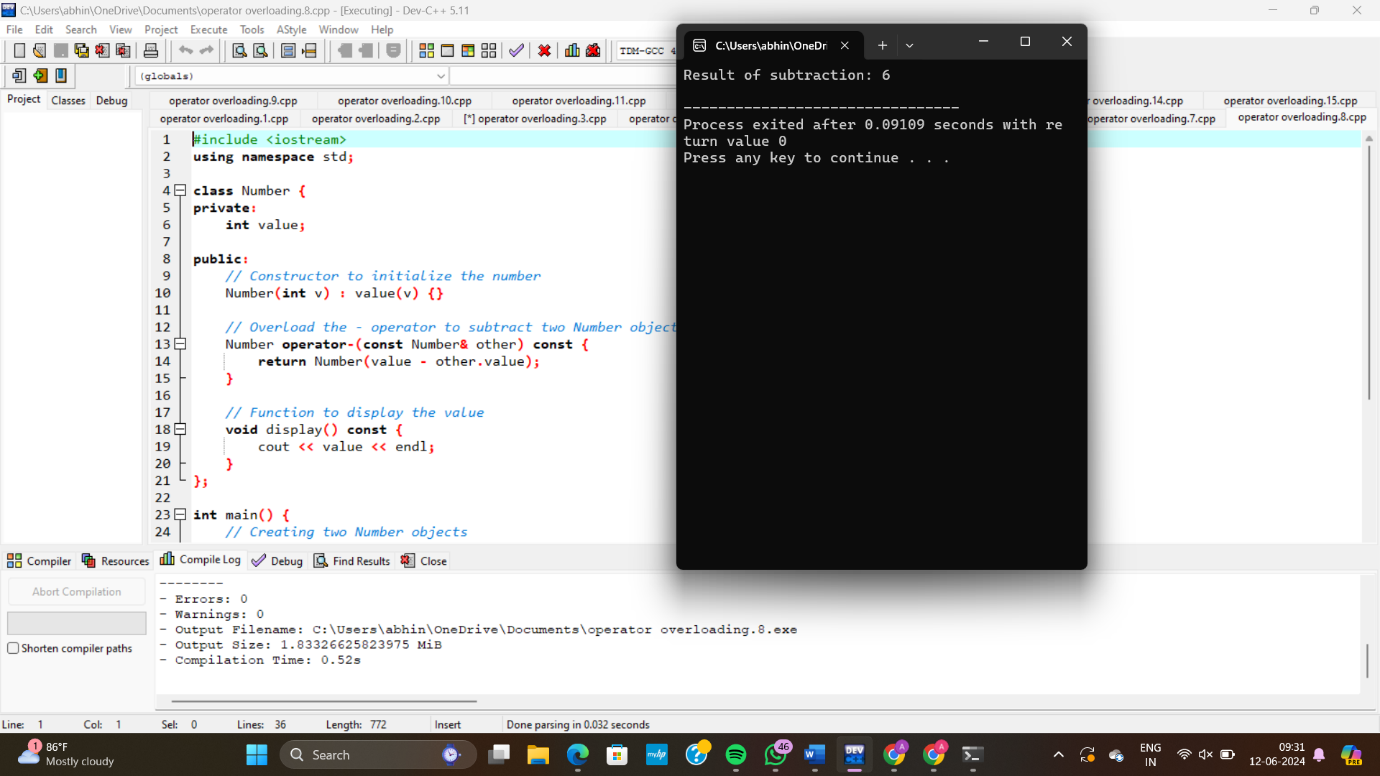 C:\Users\abhin\OneDrive\Documents\operator overloading.8.cpp - [Executing] - Dev-C++ 5.11
File Edit Search View Project Execute Tools AStyle Window Help
TDM-GCC 4
(globals)
Project Classes Debug
operator overloading.9.cpp operator overloading.10.cpp operator overloading.11.cpp overloading.14.cpp operator overloading.15.cpp
operator overloading.1.cpp operator overloading.2.cpp [*] operator overloading.3.cpp operator overloading.7.cpp operator overloading.8.cpp
1 #include <iostream>
2 using namespace std;
3
4 class Number {
5 private:
6 int value;
7
8 public:
9 // Constructor to initialize the number
10 Number(int v) : value(v) {}
11
12 // Overload the - operator to subtract two Number object
13 Number operator-(const Number& other) const {
14 return Number(value - other.value);
15 }
16
17 // Function to display the value
18 void display() const {
19 cout << value << endl;
20 }
21 };
22
23 int main() {
24 // Creating two Number objects
C:\Users\abhin\OneDri
Result of subtraction: 6
--------------------------------
Process exited after 0.09109 seconds with re
turn value 0
Press any key to continue . . .
Compiler Resources Compile Log Debug Find Results Close
Abort Compilation
Shorten compiler paths
--------
- Errors: 0
- Warnings: 0
- Output Filename: C:\Users\abhin\OneDrive\Documents\operator overloading.8.exe
- Output Size: 1.83326625823975 MiB
- Compilation Time: 0.52s
Line: 1 Col: 1 Sel: 0 Lines: 36 Length: 772 Insert Done parsing in 0.032 seconds
1
86°F
Mostly cloudy
Search
myhp
46
DEV
ENG
IN
09:31
12-06-2024
PRE